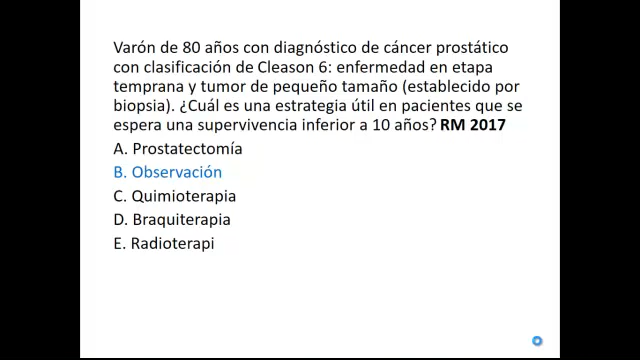 Varón de 80 años con diagnóstico de cáncer prostático
con clasificación de Cleason 6: enfermedad en etapa
temprana y tumor de pequeño tamaño (establecido por
biopsia). ¿Cuál es una estrategia útil en pacientes que se
espera una supervivencia inferior a 10 años? RM 2017
A. Prostatectomía
B. Observación
C. Quimioterapia
D. Braquiterapia
E. Radioterapi